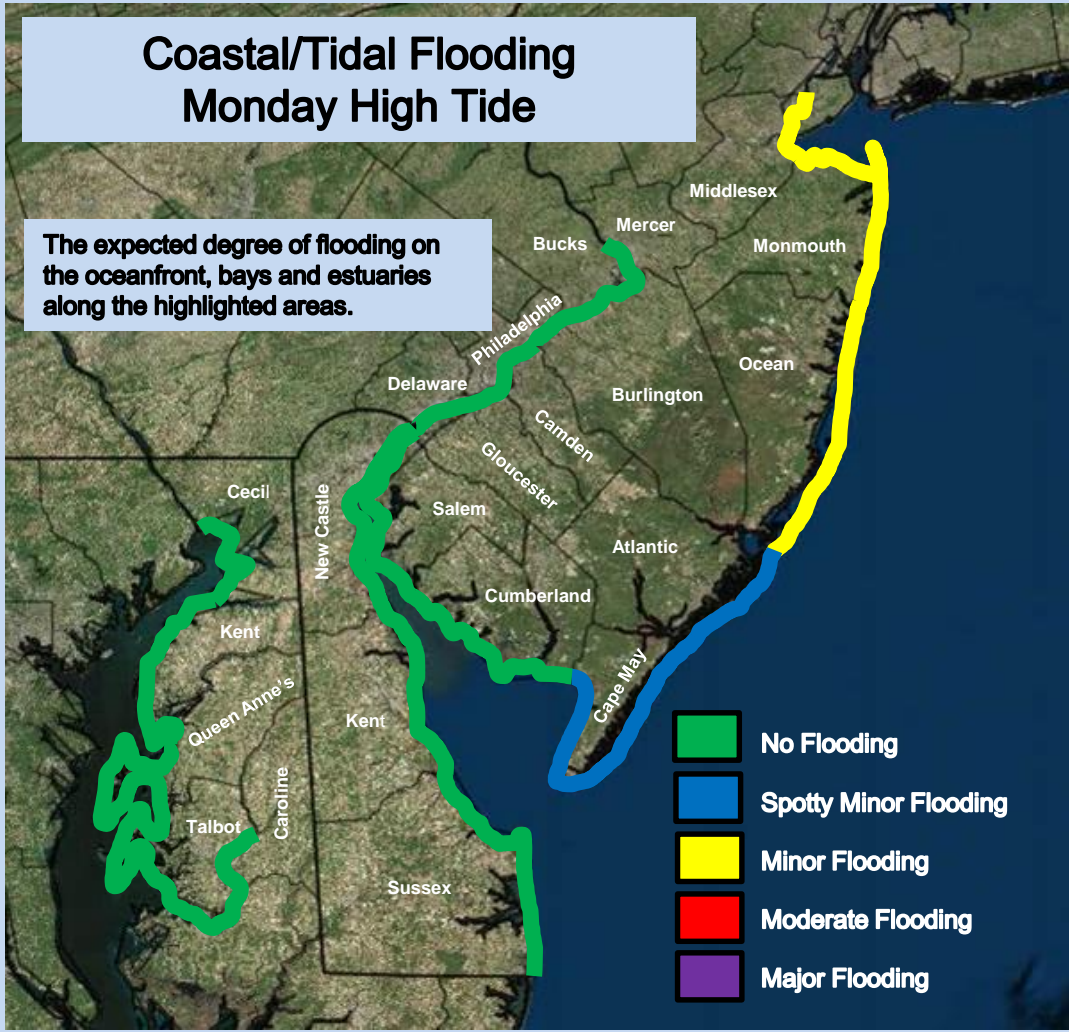 Coastal/Tidal Flooding
Monday High Tide
The expected degree of flooding on
the oceanfront, bays and estuaries
along the highlighted areas.
Middlesex
Mercer
Bucks
Monmouth
Philadelphia
Ocean
Delaware
Burlington
Camden
Gloucester
Cecil
New Castle
Salem
Atlantic
Cumberland
Kent
Cape May
Queen Anne's
Kent
Caroline
Talbot
Sussex
No Flooding
Spotty Minor Flooding
Minor Flooding
Moderate Flooding
Major Flooding